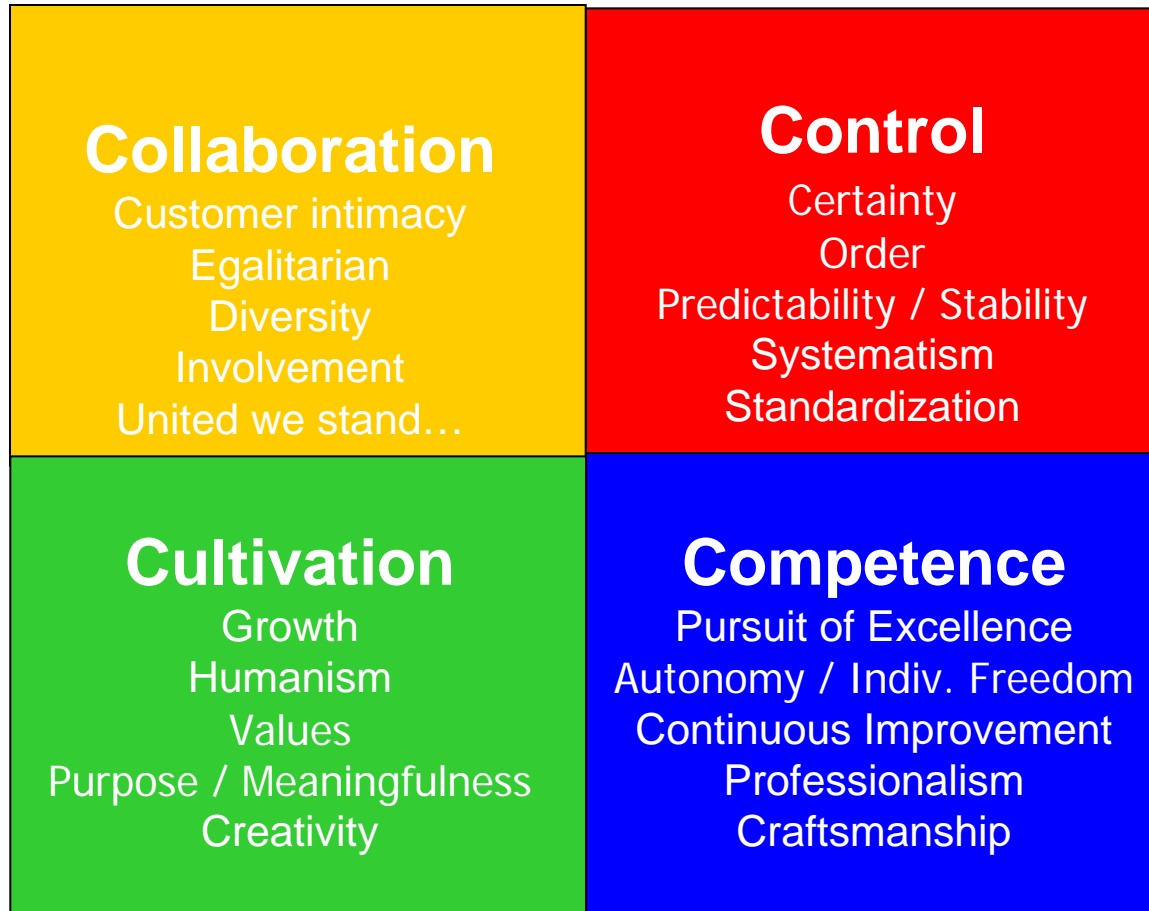 Collaboration
Customer intimacy
Egalitarian
Diversity
Involvement
United we stand…
Control
Certainty
Order
Predictability / Stability
Systematism
Standardization
Cultivation
Growth
Humanism
Values
Purpose / Meaningfulness
Creativity
Competence
Pursuit of Excellence
Autonomy / Indiv. Freedom
Continuous Improvement
Professionalism
Craftsmanship